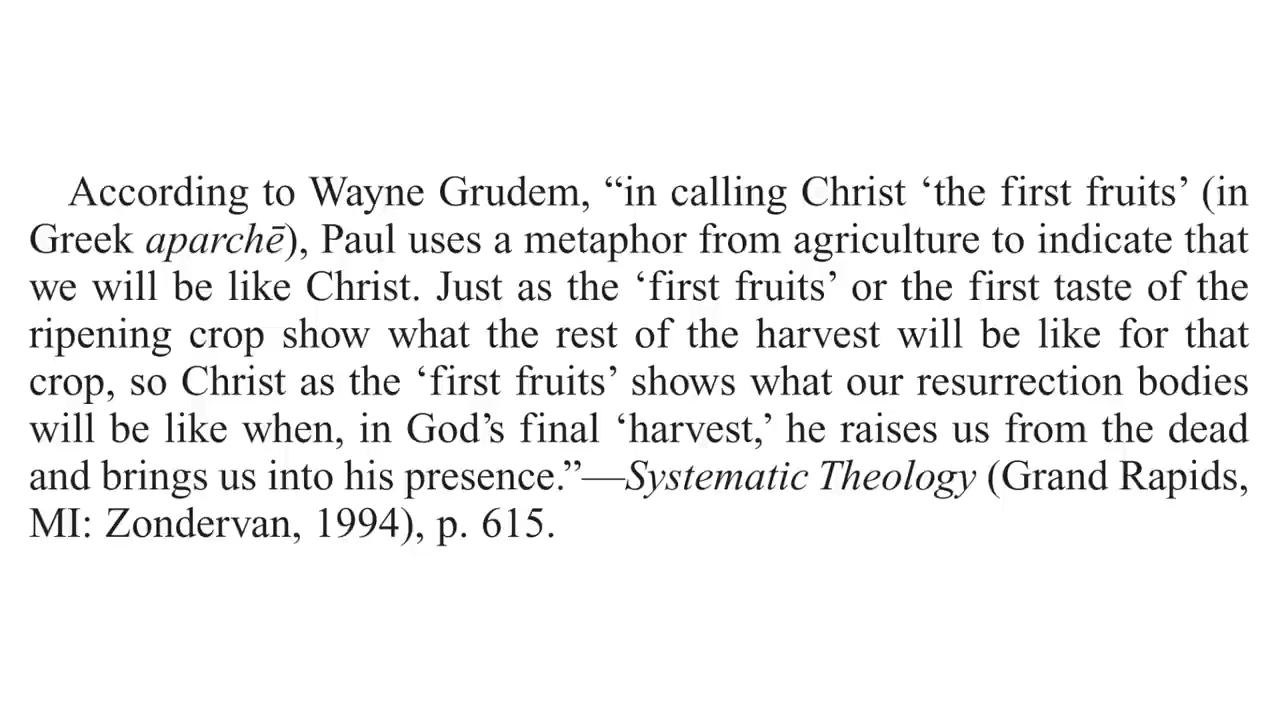 According to Wayne Grudem, “in calling Christ ‘the first fruits’ (in
Greek aparchē), Paul uses a metaphor from agriculture to indicate that
we will be like Christ. Just as the ‘first fruits’ or the first taste of the
ripening crop show what the rest of the harvest will be like for that
crop, so Christ as the ‘first fruits’ shows what our resurrection bodies
will be like when, in God’s final ‘harvest,’ he raises us from the dead
and brings us into his presence.”—Systematic Theology (Grand Rapids,
MI: Zondervan, 1994), p. 615.